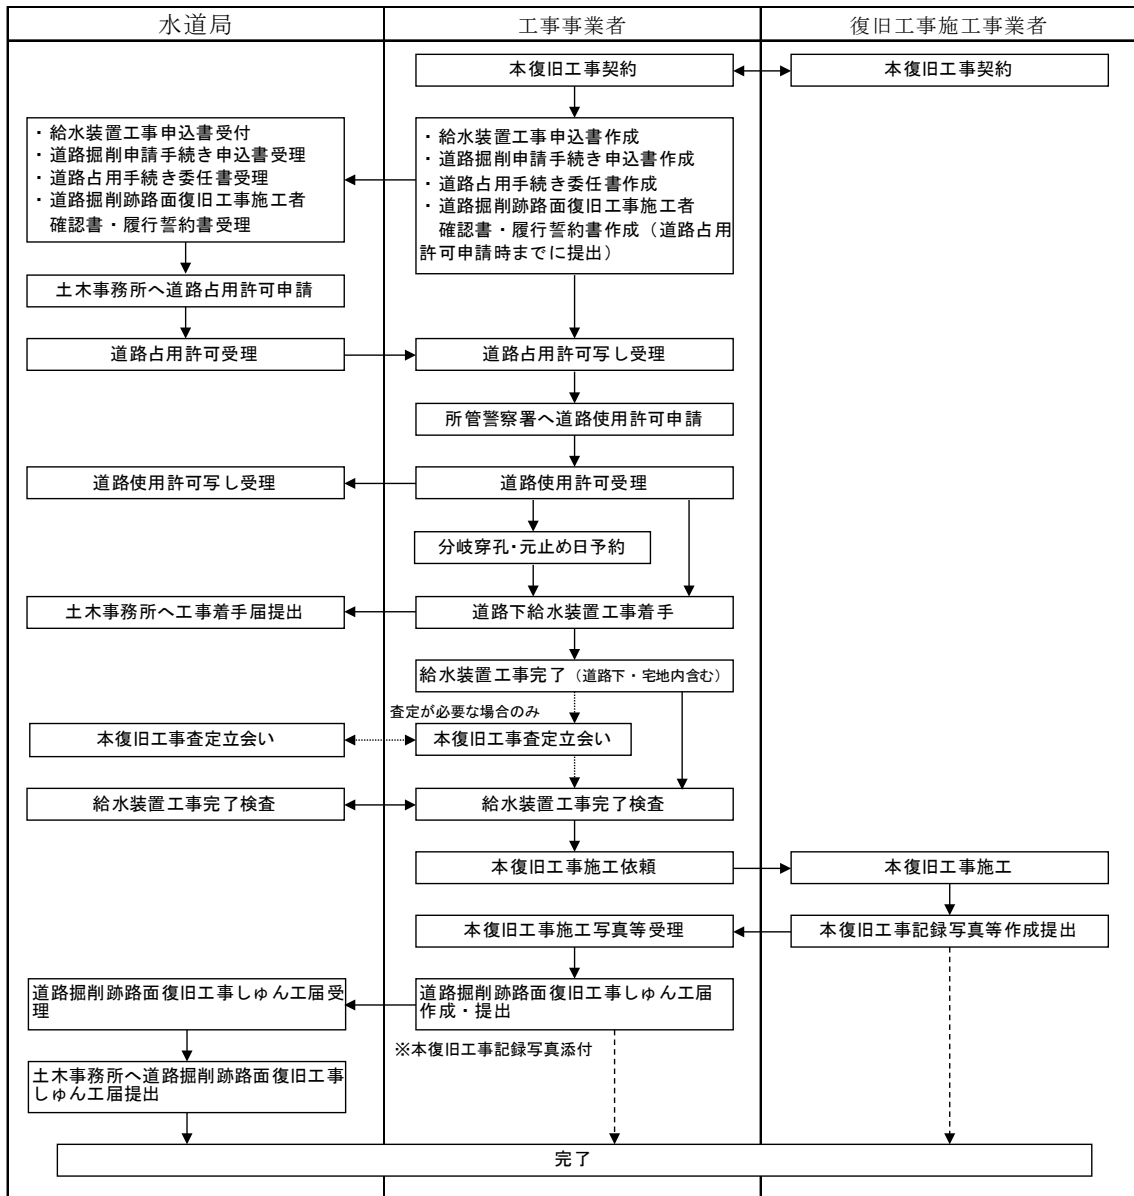 水道局
工事事業者
復旧工事施工事業者
本復旧工事契約
本復旧工事契約
・給水装置工事申込書受付
・道路掘削申請手続き申込書受理
・道路占用手続き委任書受理
・道路掘削跡路面復旧工事施工者
確認書・履行誓約書受理
・給水装置工事申込書作成
・道路掘削申請手続き申込書作成
・道路占用手続き委任書作成
・道路掘削跡路面復旧工事施工者
確認書・履行誓約書作成（道路占用
許可申請時までに提出）
土木事務所へ道路占用許可申請
道路占用許可受理
道路占用許可写し受理
所管警察署へ道路使用許可申請
道路使用許可写し受理
道路使用許可受理
分岐穿孔・元止め日予約
土木事務所へ工事着手届提出
道路下給水装置工事着手
給水装置工事完了（道路下・宅地内含む）
査定が必要な場合のみ
本復旧工事査定立会い
本復旧工事査定立会い
給水装置工事完了検査
給水装置工事完了検査
本復旧工事施工依頼
本復旧工事施工
本復旧工事施工写真等受理
本復旧工事記録写真等作成提出
道路掘削跡路面復旧工事しゅん工届受
理
道路掘削跡路面復旧工事しゅん工届
作成・提出
※本復旧工事記録写真添付
土木事務所へ道路掘削跡路面復旧工事
しゅん工届提出
完了